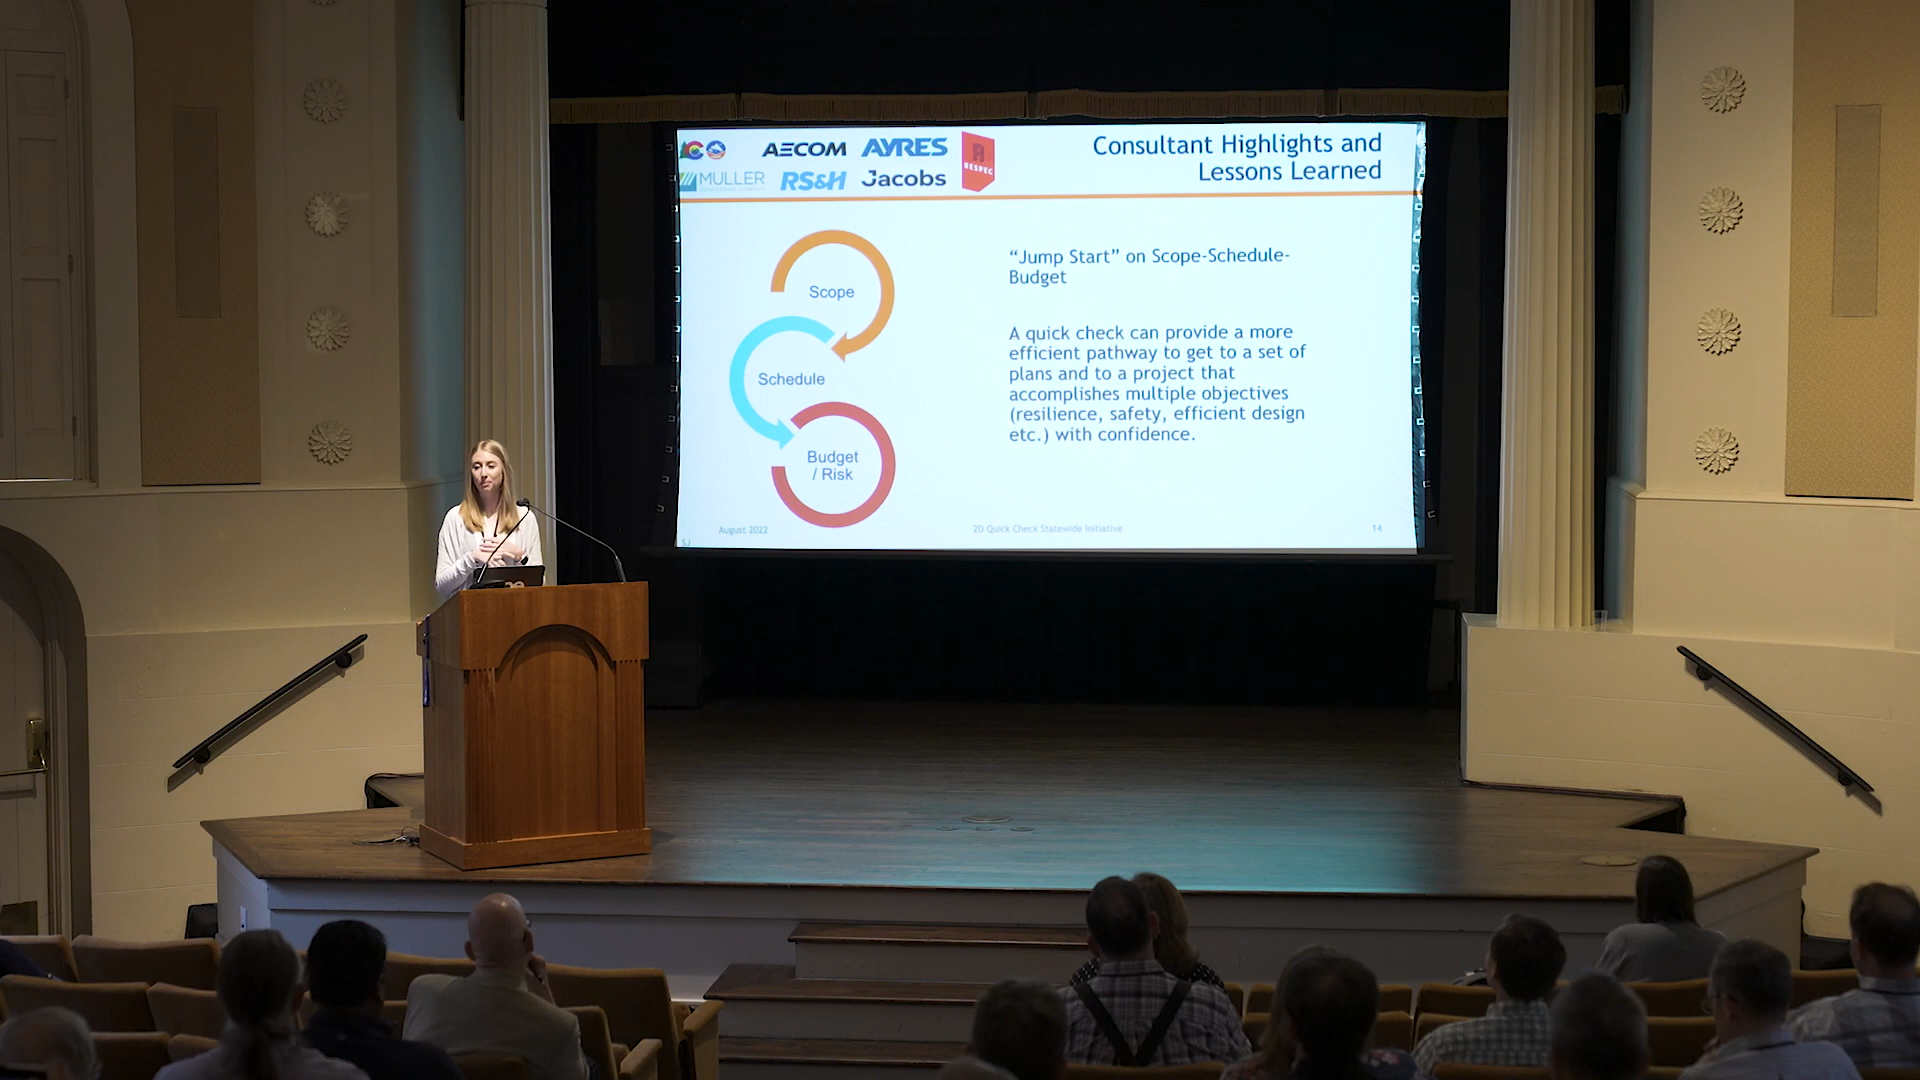 AECOM
AYRES
RESPEC
MULLER
RS&H
Jacobs
Consultant Highlights and
Lessons Learned
Scope
Schedule
Budget
/ Risk
“Jump Start” on Scope-Schedule-
Budget
A quick check can provide a more
efficient pathway to get to a set of
plans and to a project that
accomplishes multiple objectives
(resilience, safety, efficient design
etc.) with confidence.
August 2022
2D Quick Check Statewide Initiative
14
SJ